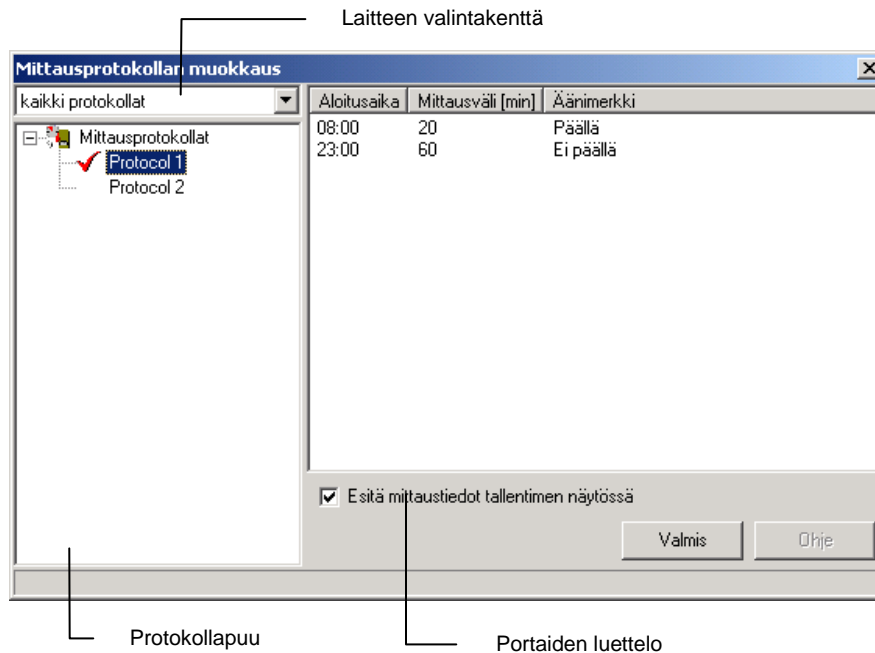 Laitteen valintakenttä
Mittausprotokollan muokkaus
kaikki protokollat
Aloitusaika Mittausväli [min] Äänimerkki
Mittausprotokollat
Protocol 1
Protocol 2
08:00 20 Päällä
23:00 60 Ei päällä
Esitä mittaustiedot tallentimen näytössä
Valmis Ohje
Protokollapuu
Portaiden luettelo